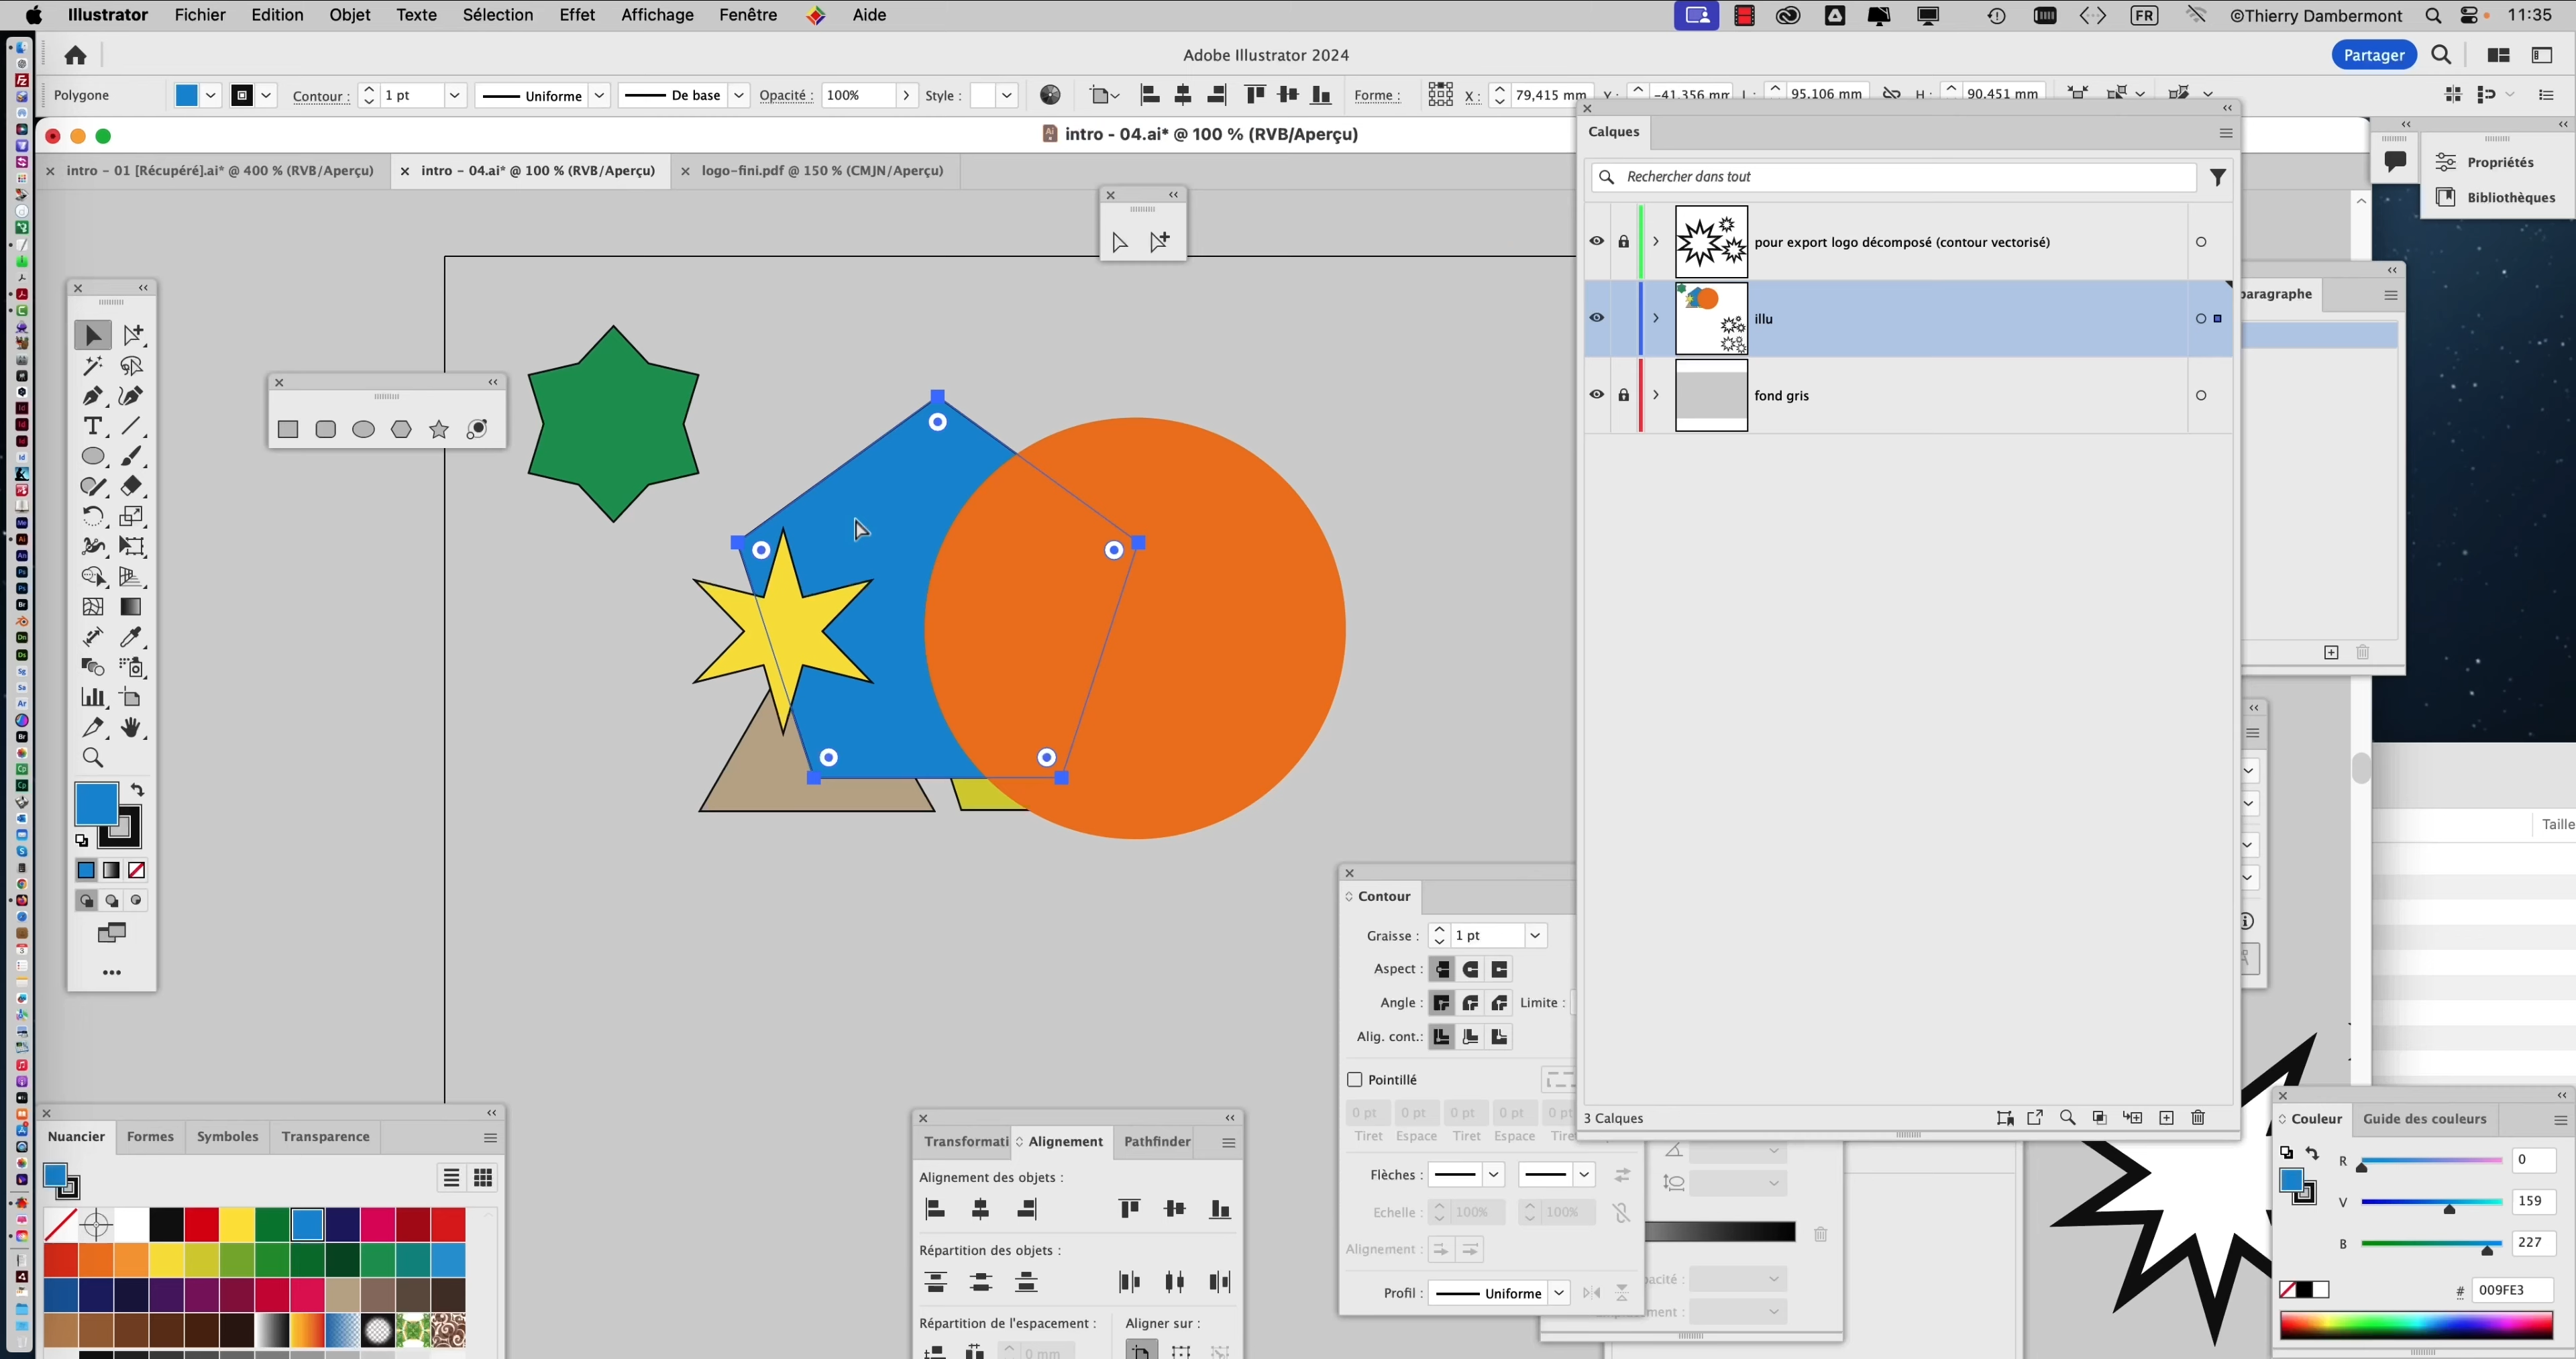 Illustrator Fichier Edition Objet Texte Sélection Effet Affichage Fenêtre Aide FR ©Thierry Dambermont 11:35
Adobe Illustrator 2024 Partager
Polygone Contour : 1 pt Uniforme De base Opacité : 100% Style : Forme : X : 79,415 mm Y : -41,356 mm L : 95,106 mm H : 90,451 mm
intro - 04.ai* @ 100 % (RVB/Aperçu)
intro - 01 [Récupéré].ai* @ 400 % (RVB/Aperçu) intro - 04.ai* @ 100 % (RVB/Aperçu) logo-fini.pdf @ 150 % (CMJN/Aperçu)
Calques
Rechercher dans tout
pour export logo décomposé (contour vectorisé)
illu
fond gris
3 Calques
Propriétés
Bibliothèques
paragraphe
Taille
Contour
Graisse : 1 pt
Aspect :
Angle : Limite :
Alig. cont.:
Pointillé
0 pt 0 pt 0 pt 0 pt 0 pt
Tiret Espace Tiret Espace Tire
Flèches :
Echelle : 100% 100%
Alignement :
Profil : Uniforme
acité :
ment :
Nuancier Formes Symboles Transparence
Transformati Alignement Pathfinder
Alignement des objets :
Répartition des objets :
Répartition de l'espacement : Aligner sur :
0 mm
Couleur Guide des couleurs
R 0
V 159
B 227
# 009FE3